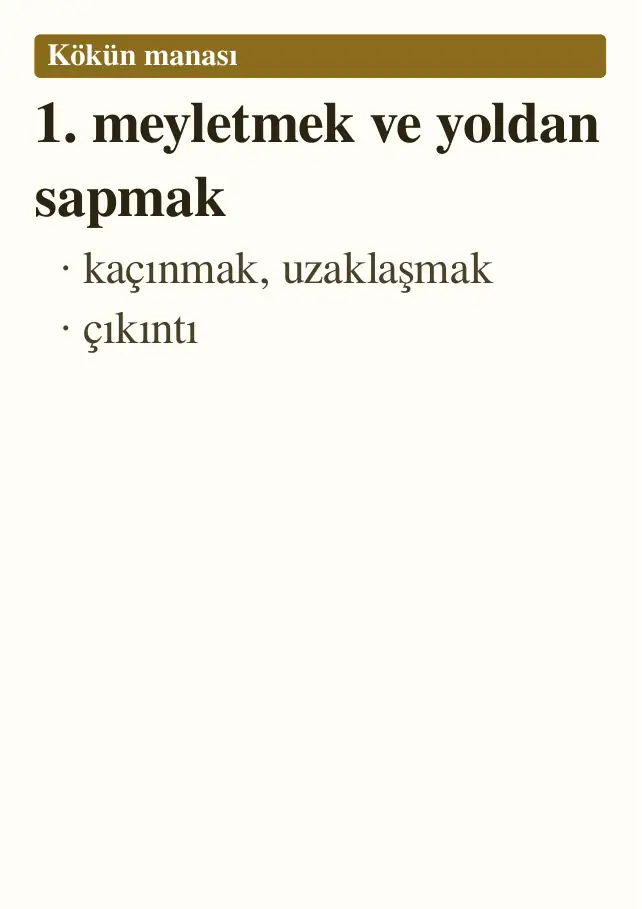 Kökün manası
1. meyletmek ve yoldan
sapmak
· kaçınmak, uzaklaşmak
· çıkıntı